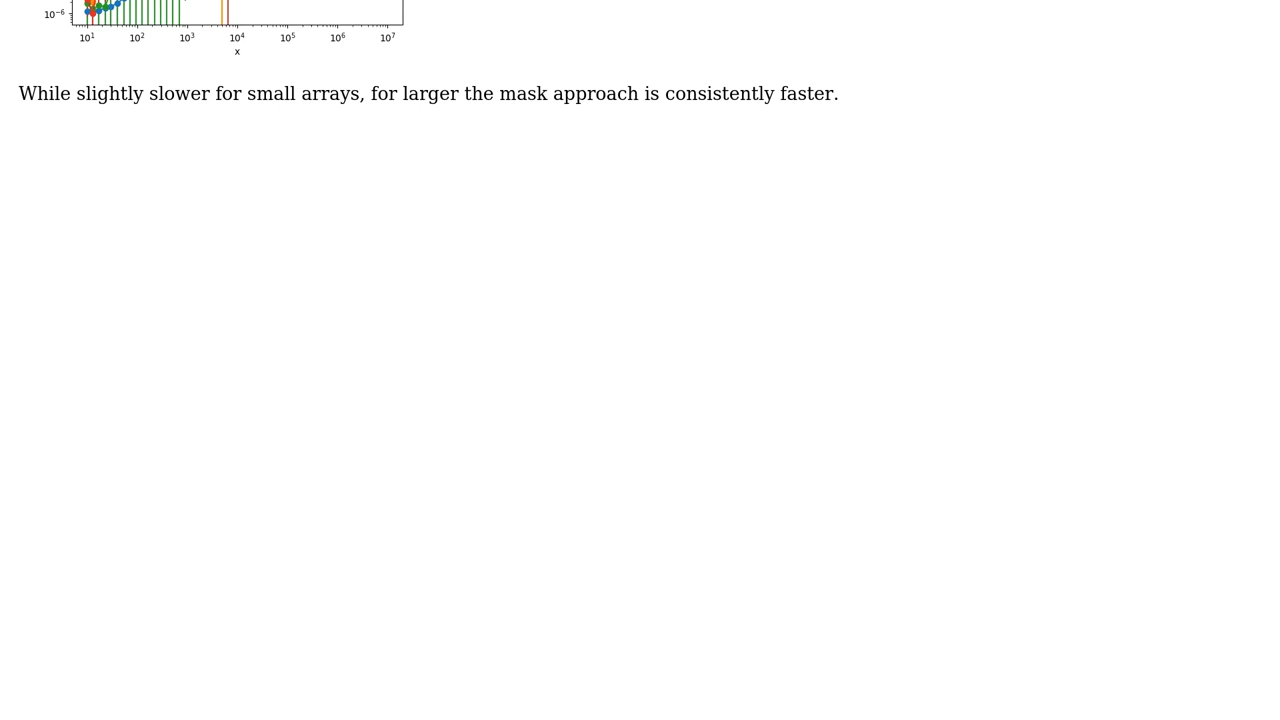 10⁻⁶
10¹ 10² 10³ 10⁴ 10⁵ 10⁶ 10⁷
x
While slightly slower for small arrays, for larger the mask approach is consistently faster.